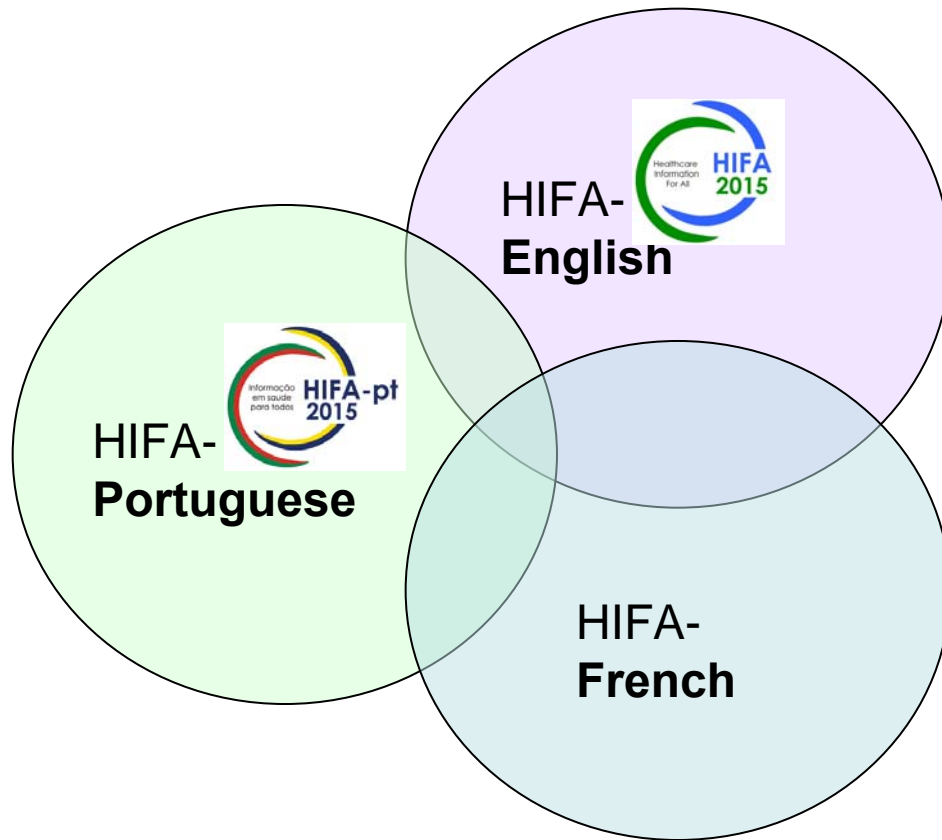 Healthcare
Information
For All
HIFA
2015
HIFA-
English
Informação
em saude
para todos
HIFA-pt
2015
HIFA-
Portuguese
HIFA-
French